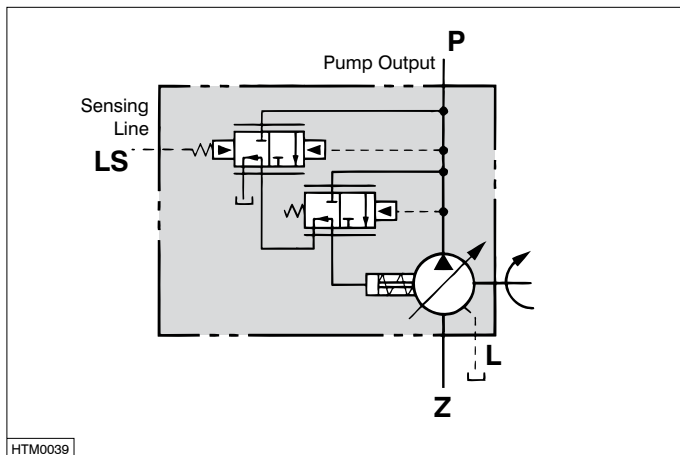 P
Pump Output
Sensing
Line
LS
L
Z
HTM0039